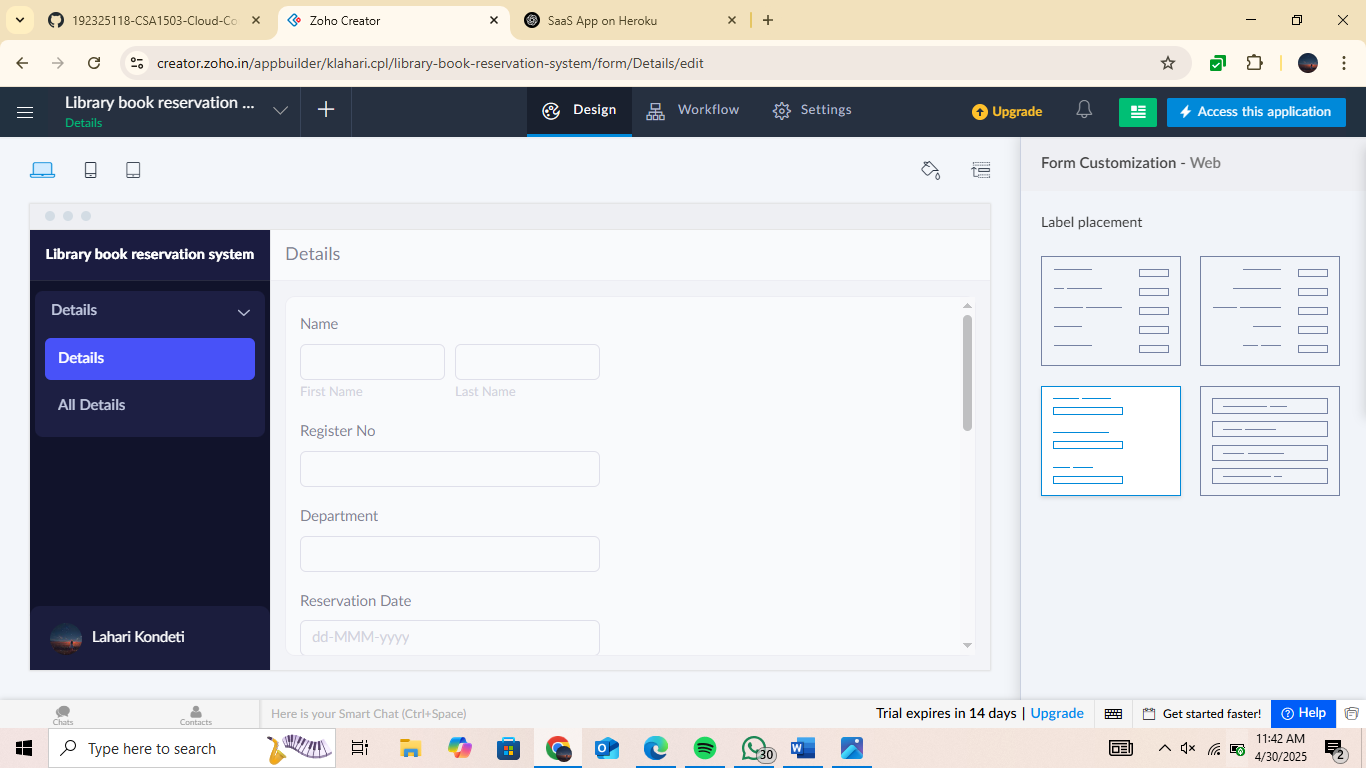 192325118-CSA1503-Cloud-Co
Zoho Creator
SaaS App on Heroku
creator.zoho.in/appbuilder/klahari.cpl/library-book-reservation-system/form/Details/edit
Library book reservation ...
Details
Design
Workflow
Settings
Upgrade
Access this application
Form Customization - Web
Label placement
Library book reservation system
Details
Details
Details
All Details
Name
First Name
Last Name
Register No
Department
Reservation Date
dd-MMM-yyyy
Lahari Kondeti
Chats
Contacts
Here is your Smart Chat (Ctrl+Space)
Trial expires in 14 days | Upgrade
Get started faster!
Help
Type here to search
30
11:42 AM
4/30/2025
2